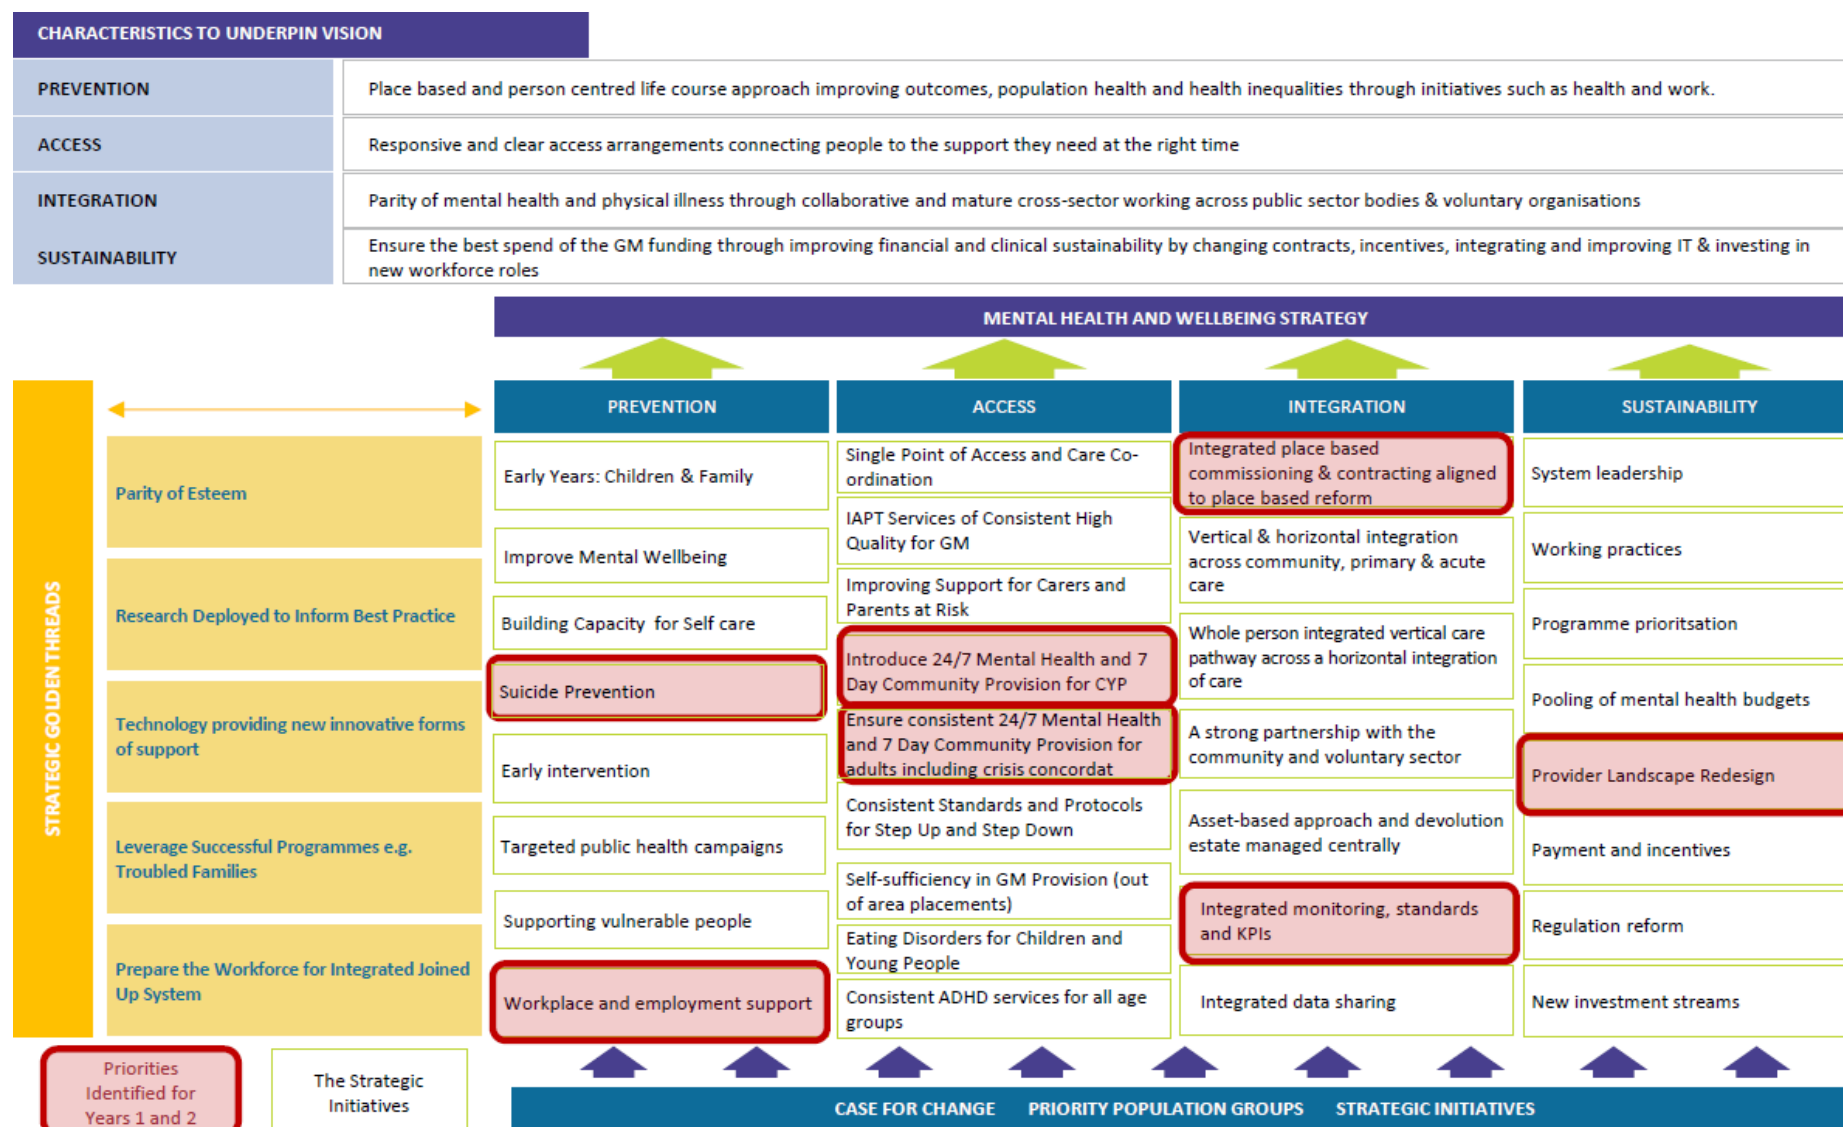 CHARACTERISTICS TO UNDERPIN VISION
PREVENTION
Place based and person centred life course approach improving outcomes, population health and health inequalities through initiatives such as health and work.
ACCESS
Responsive and clear access arrangements connecting people to the support they need at the right time
INTEGRATION
Parity of mental health and physical illness through collaborative and mature cross-sector working across public sector bodies & voluntary organisations
SUSTAINABILITY
Ensure the best spend of the GM funding through improving financial and clinical sustainability by changing contracts, incentives, integrating and improving IT & investing in
new workforce roles
MENTAL HEALTH AND WELLBEING STRATEGY
STRATEGIC GOLDEN THREADS
Parity of Esteem
Research Deployed to Inform Best Practice
Technology providing new innovative forms
of support
Leverage Successful Programmes e.g.
Troubled Families
Prepare the Workforce for Integrated Joined
Up System
PREVENTION
Early Years: Children & Family
Improve Mental Wellbeing
Building Capacity for Self care
Suicide Prevention
Early intervention
Targeted public health campaigns
Supporting vulnerable people
Workplace and employment support
ACCESS
Single Point of Access and Care Co-
ordination
IAPT Services of Consistent High
Quality for GM
Improving Support for Carers and
Parents at Risk
Introduce 24/7 Mental Health and 7
Day Community Provision for CYP
Ensure consistent 24/7 Mental Health
and 7 Day Community Provision for
adults including crisis concordat
Consistent Standards and Protocols
for Step Up and Step Down
Self-sufficiency in GM Provision (out
of area placements)
Eating Disorders for Children and
Young People
Consistent ADHD services for all age
groups
INTEGRATION
Integrated place based
commissioning & contracting aligned
to place based reform
Vertical & horizontal integration
across community, primary & acute
care
Whole person integrated vertical care
pathway across a horizontal integration
of care
A strong partnership with the
community and voluntary sector
Asset-based approach and devolution
estate managed centrally
Integrated monitoring, standards
and KPIs
Integrated data sharing
SUSTAINABILITY
System leadership
Working practices
Programme prioritsation
Pooling of mental health budgets
Provider Landscape Redesign
Payment and incentives
Regulation reform
New investment streams
Priorities
Identified for
Years 1 and 2
The Strategic
Initiatives
CASE FOR CHANGE PRIORITY POPULATION GROUPS STRATEGIC INITIATIVES